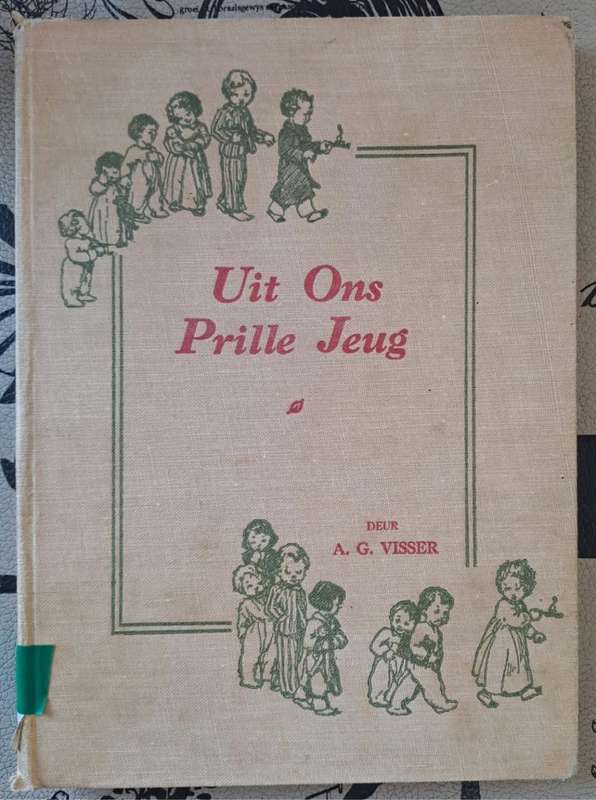 Uit Ons
Prille Jeug
DEUR
A. G. VISSER